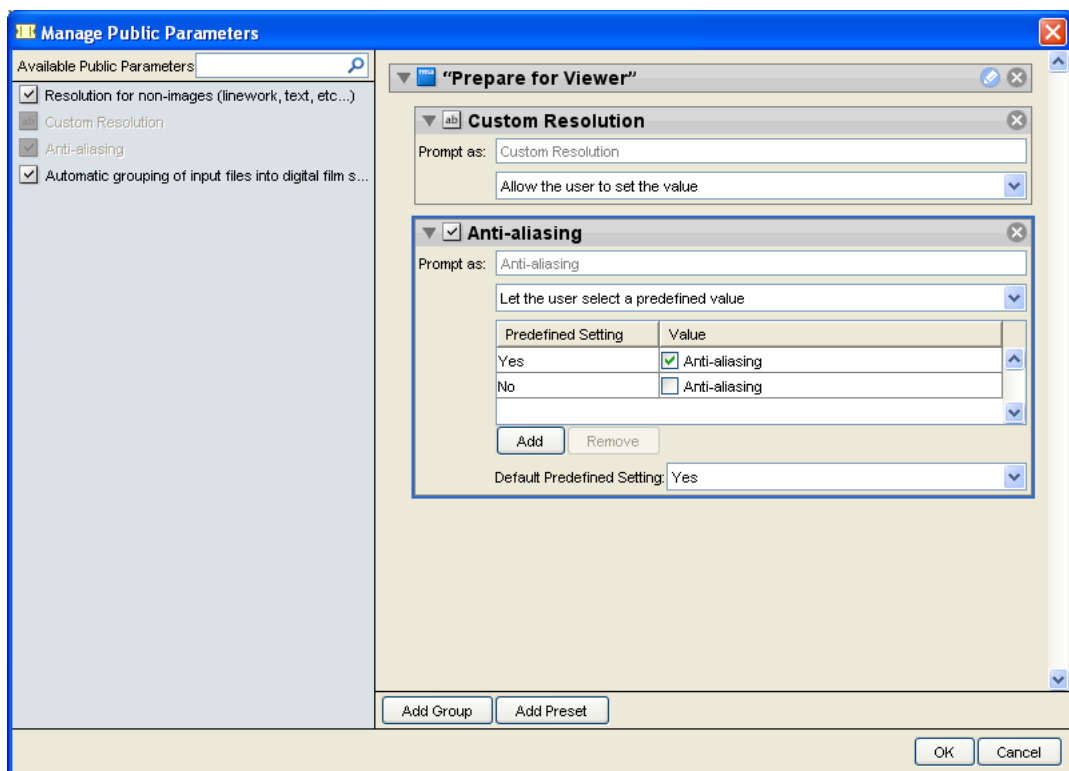 Manage Public Parameters
Available Public Parameters
Resolution for non-images (linework, text, etc...)
ab Custom Resolution
Anti-aliasing
Automatic grouping of input files into digital film s...
TITLE “Prepare for Viewer”
ab Custom Resolution
Prompt as: Custom Resolution
Allow the user to set the value
Anti-aliasing
Prompt as: Anti-aliasing
Let the user select a predefined value
Predefined Setting Value
Yes Anti-aliasing
No Anti-aliasing
Add Remove
Default Predefined Setting: Yes
Add Group Add Preset
OK Cancel